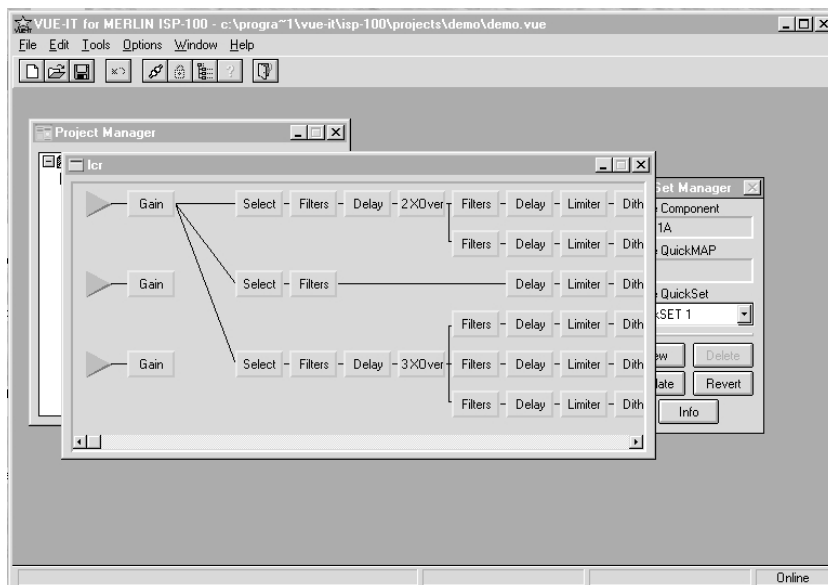 VUE-IT for MERLIN ISP-100 - c:\progra~1\vue-it\isp-100\projects\demo\demo.vue
File Edit Tools Options Window Help
Project Manager
lcr
Set Manager
Gain Select Filters Delay 2XOver Filters Delay Limiter Dith
Component
1A
Filters Delay Limiter Dith
QuickMAP
Gain Select Filters Delay Limiter Dith
QuickSet
SET 1
Filters Delay Limiter Dith
Gain Select Filters Delay 3XOver Filters Delay Limiter Dith
ew Delete
ate Revert
Filters Delay Limiter Dith
Info
Online